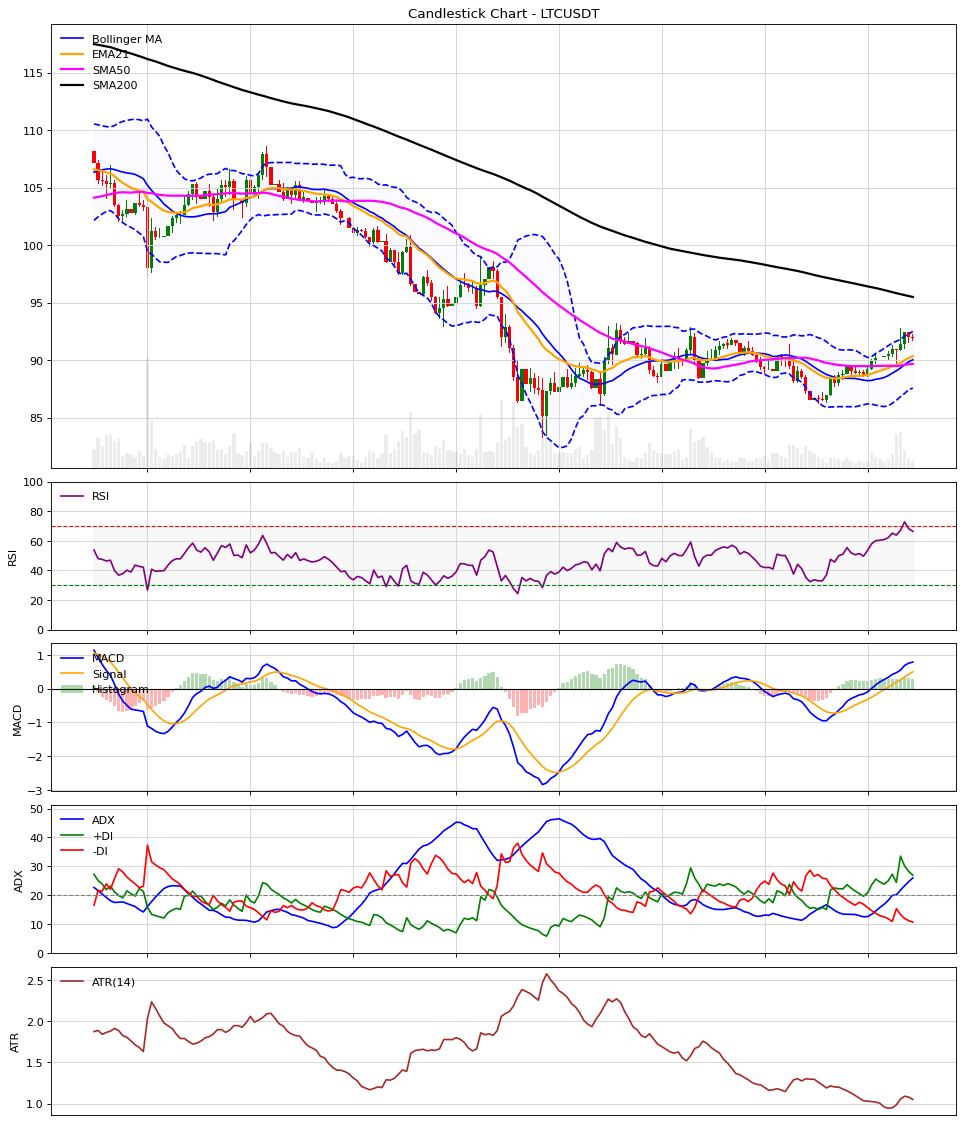 Candlestick Chart - LTCUSDT
Bollinger MA
EMA21
SMA50
SMA200
115
110
105
100
95
90
85
RSI
RSI
100
80
60
40
20
0
MACD
Signal
Histogram
MACD
1
0
−1
−2
−3
ADX
+DI
-DI
ADX
50
40
30
20
10
0
ATR(14)
ATR
2.5
2.0
1.5
1.0